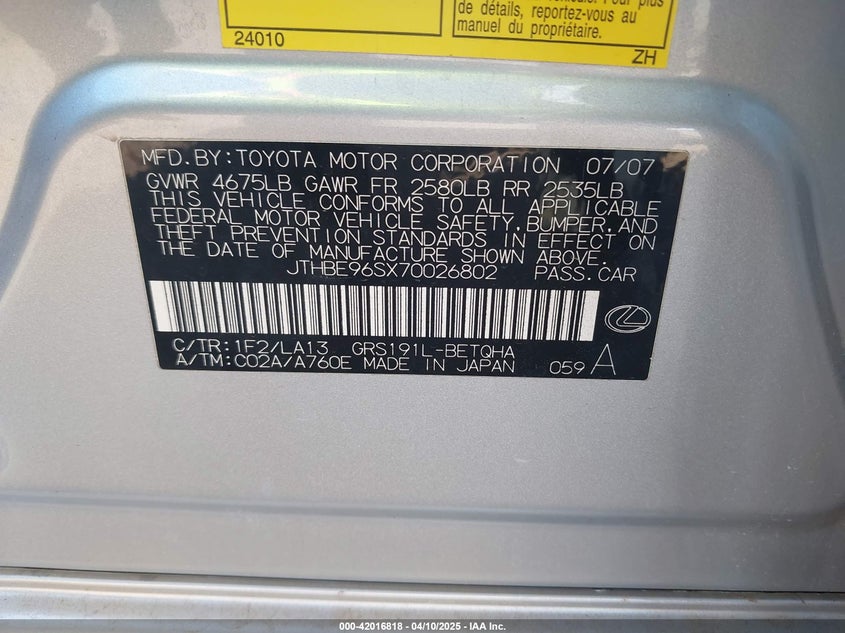 de détails, reportez-vous au
manuel du propriétaire.
24010
ZH
MFD.BY:TOYOTA MOTOR CORPORATION 07/07
GVWR 4675LB GAWR FR 2580LB RR 2535LB
THIS VEHICLE CONFORMS TO ALL APPLICABLE
FEDERAL MOTOR VEHICLE SAFETY,BUMPER,AND
THEFT PREVENTION STANDARDS IN EFFECT ON
THE DATE OF MANUFACTURE SHOWN ABOVE.
JTHBE96SX70026802 PASS.CAR
C/TR:1F2/LA13 GRS191L-BETQHA
A/TM:C02A/A760E MADE IN JAPAN 059 A
000-42016818 - 04/10/2025 - IAA Inc.